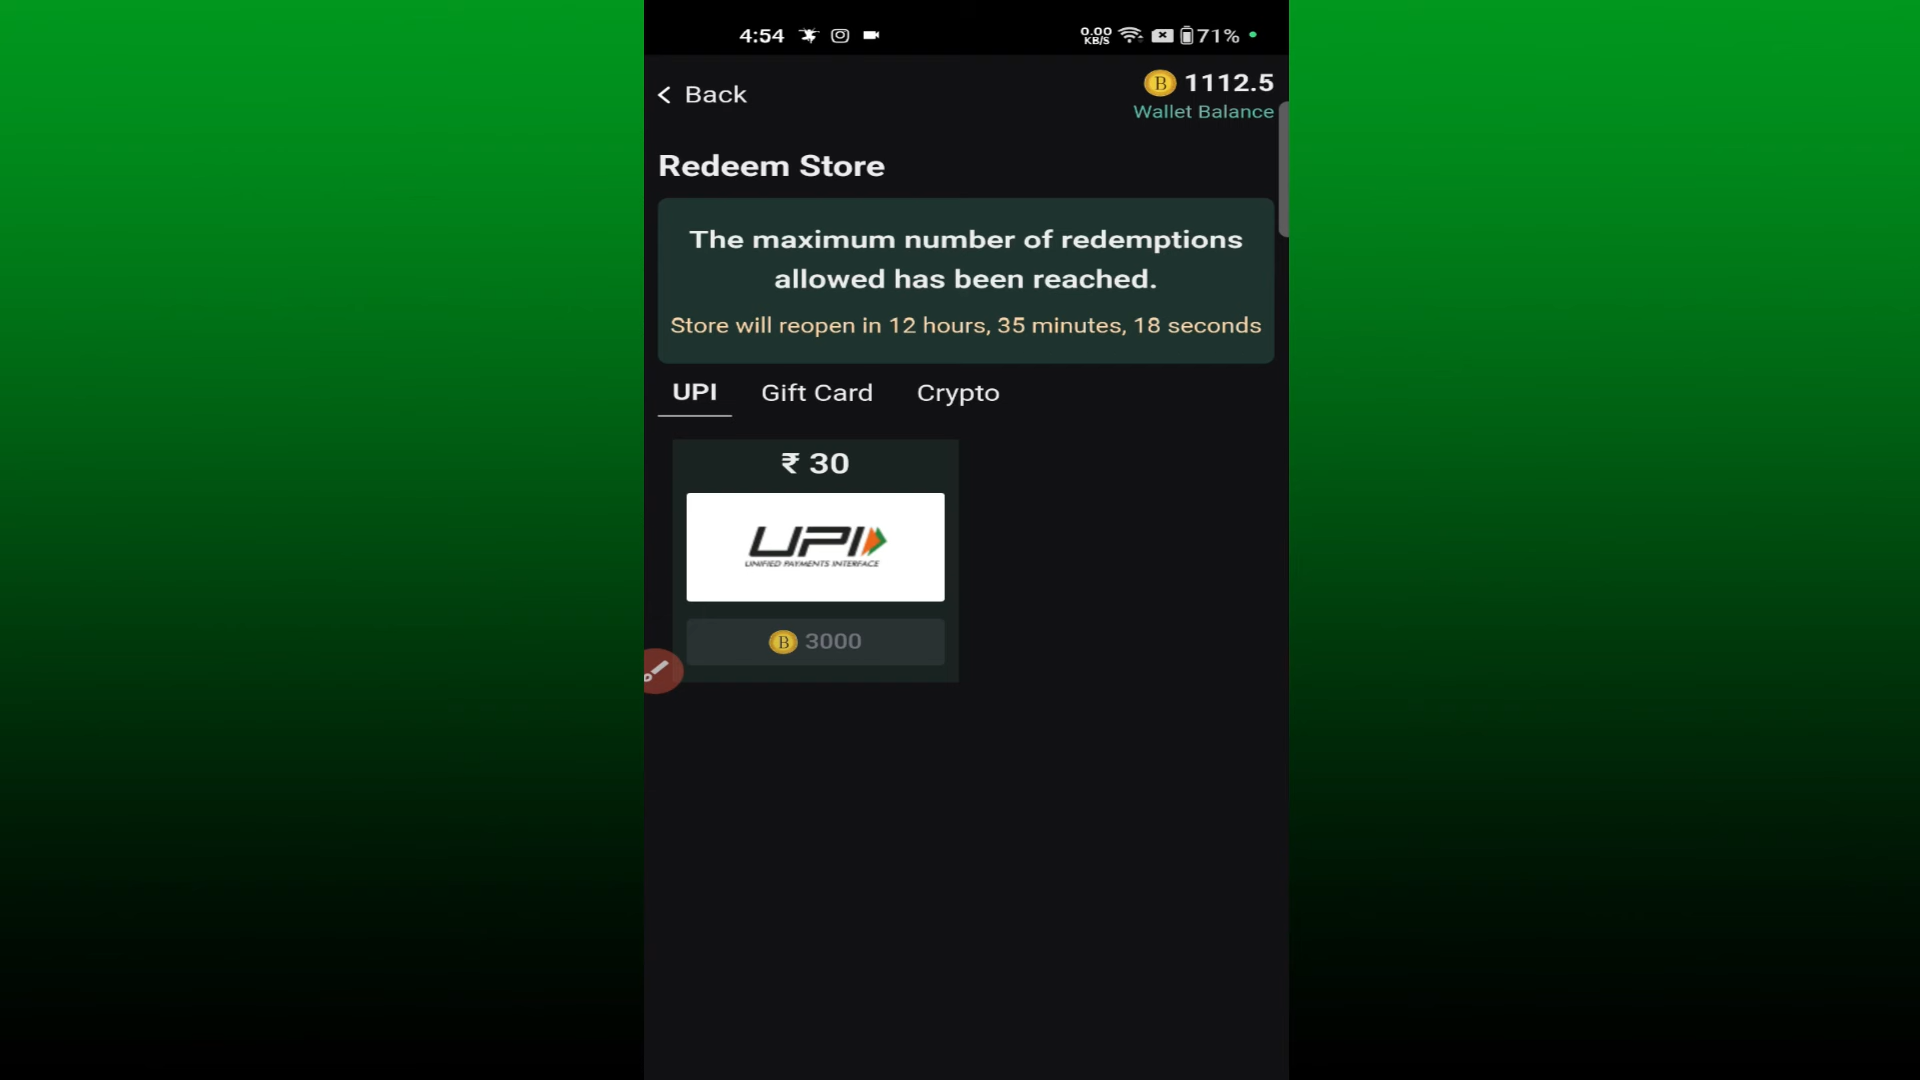 4:54
0.00
KB/S
71%
Back
B 1112.5
Wallet Balance
Redeem Store
The maximum number of redemptions
allowed has been reached.
Store will reopen in 12 hours, 35 minutes, 18 seconds
UPI Gift Card Crypto
₹ 30
UPI
UNIFIED PAYMENTS INTERFACE
B 3000